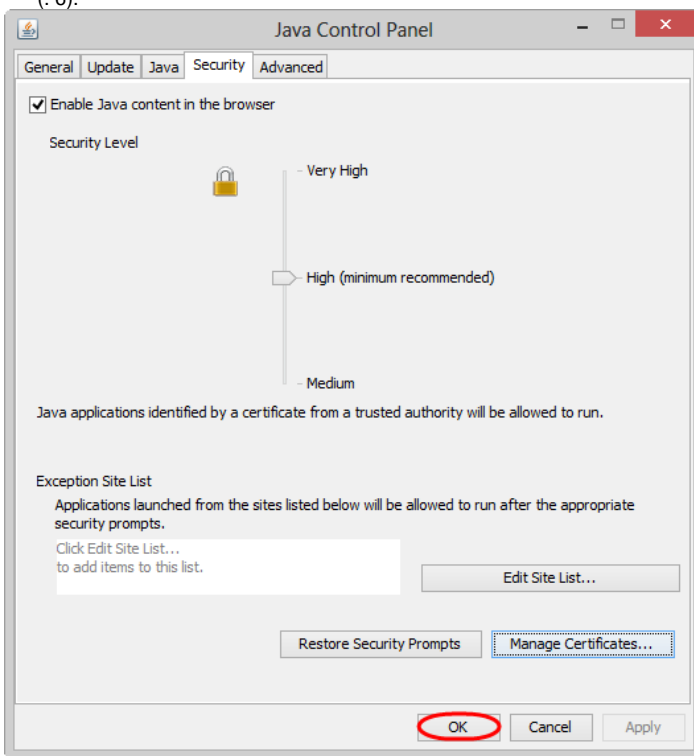 (. 6).
Java Control Panel
General Update Java Security Advanced
Enable Java content in the browser
Security Level
- Very High
- High (minimum recommended)
- Medium
Java applications identified by a certificate from a trusted authority will be allowed to run.
Exception Site List
Applications launched from the sites listed below will be allowed to run after the appropriate
security prompts.
Click Edit Site List...
to add items to this list.
Edit Site List...
Restore Security Prompts Manage Certificates...
OK Cancel Apply